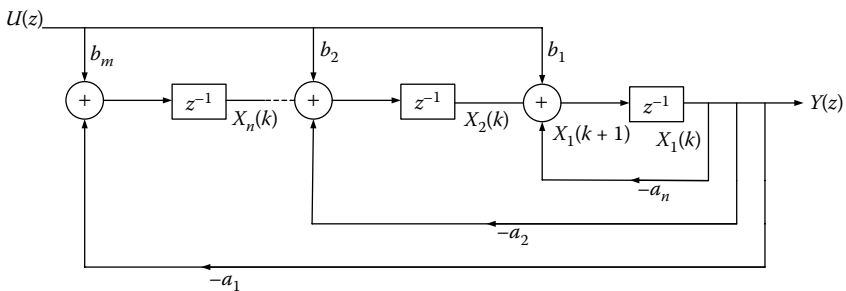 U(z)
b_m b_2 b_1
+ z^{-1} + z^{-1} + z^{-1} Y(z)
X_n(k) X_2(k) X_1(k + 1) X_1(k)
-a_n
-a_2
-a_1